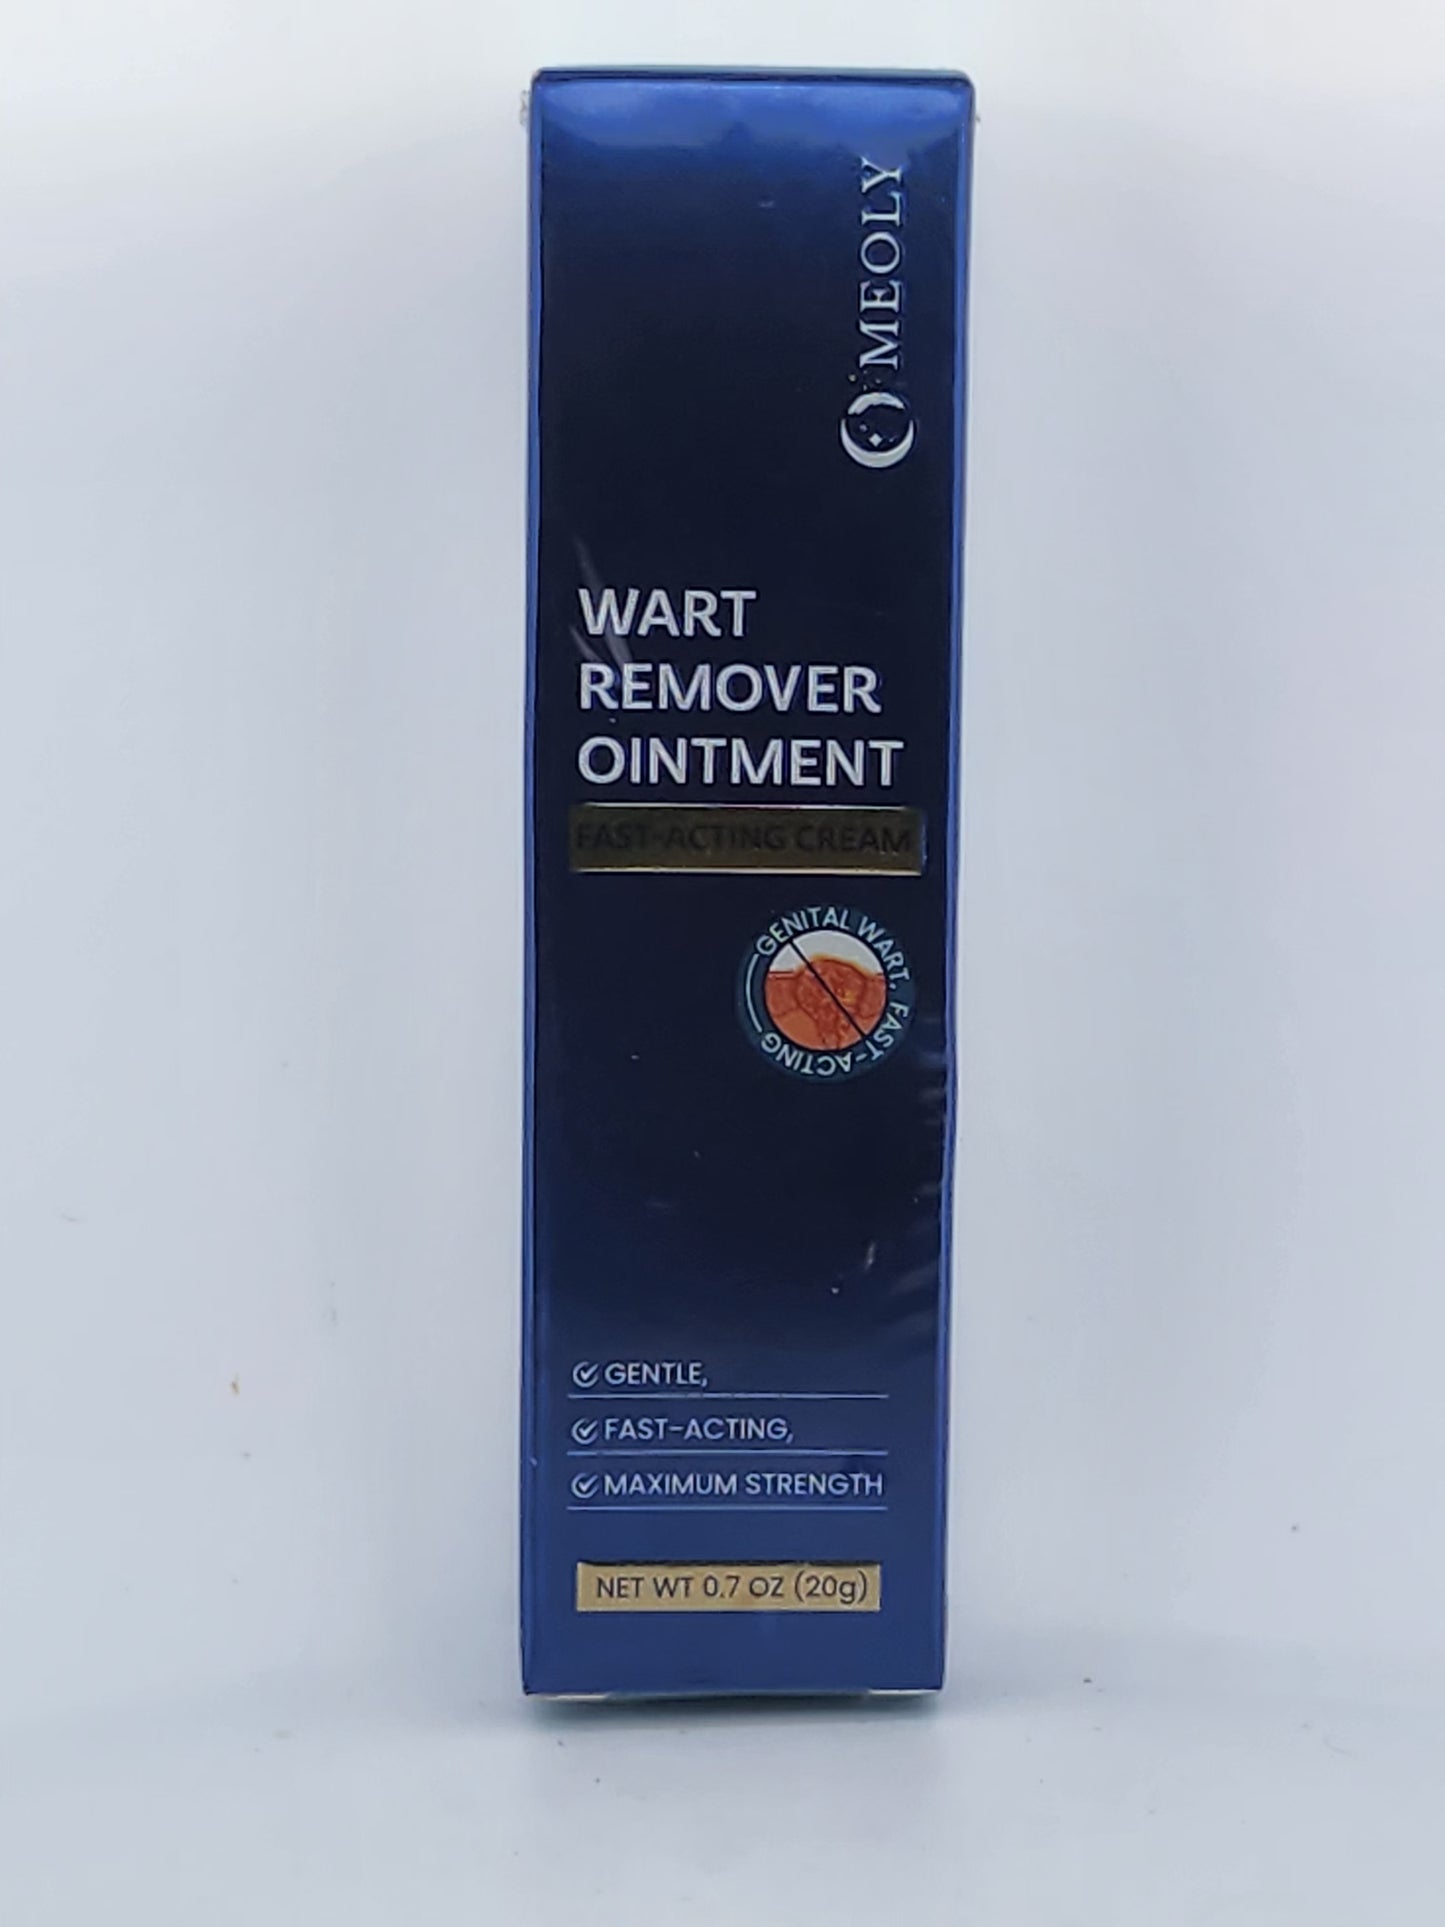 MEOLY
WART
REMOVER
OINTMENT
FAST-ACTING CREAM
GENITAL WART, FAST-ACTING
GENTLE,
FAST-ACTING,
MAXIMUM STRENGTH
NET WT 0.7 OZ (20g)